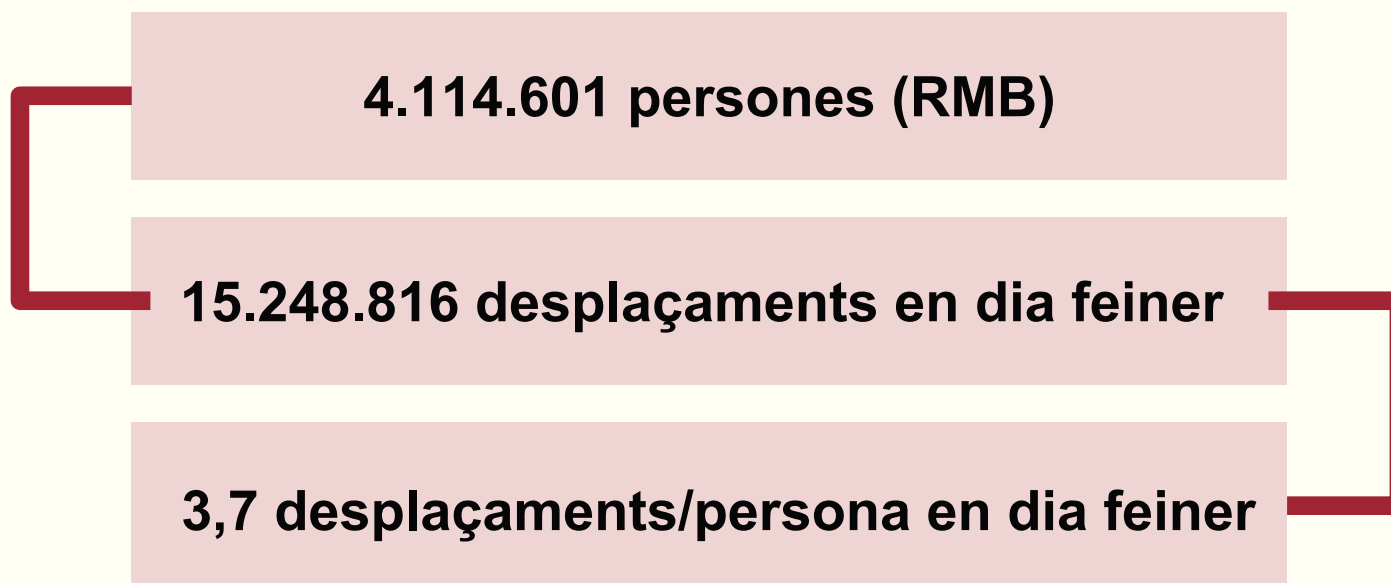 4.114.601 persones (RMB)
15.248.816 desplaçaments en dia feiner
3,7 desplaçaments/persona en dia feiner